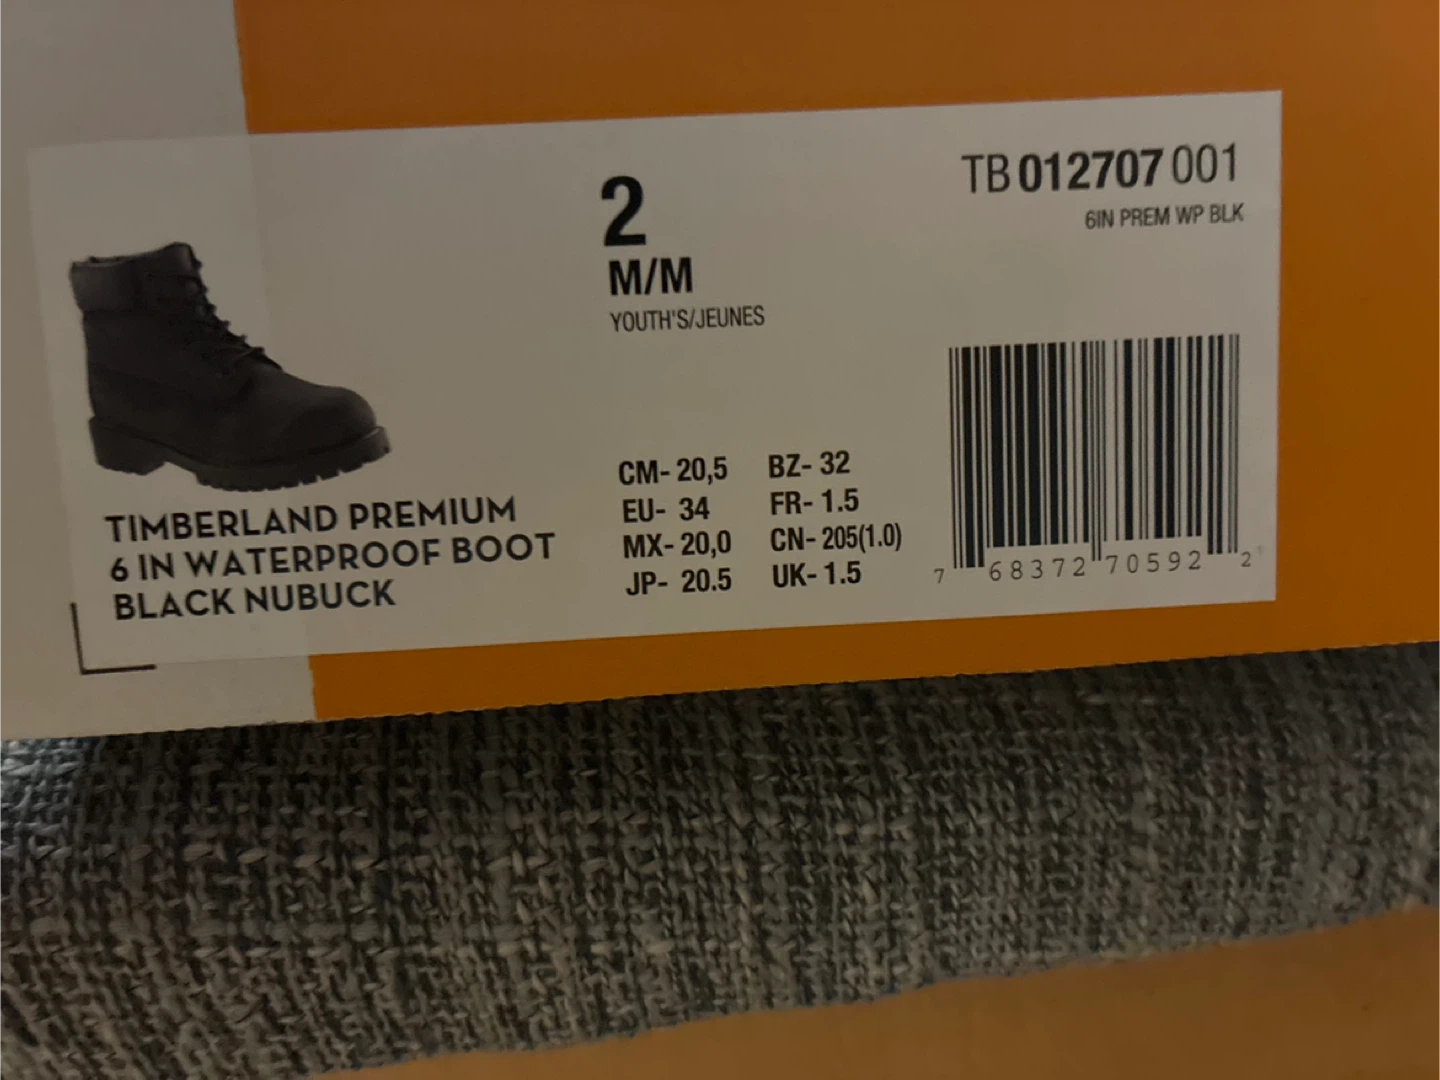 2
M/M
YOUTH'S/JEUNES
TB 012707 001
6IN PREM WP BLK
TIMBERLAND PREMIUM
6 IN WATERPROOF BOOT
BLACK NUBUCK
CM- 20,5 BZ- 32
EU- 34 FR- 1.5
MX- 20,0 CN- 205(1.0)
JP- 20.5 UK- 1.5
7 68372 70592 2